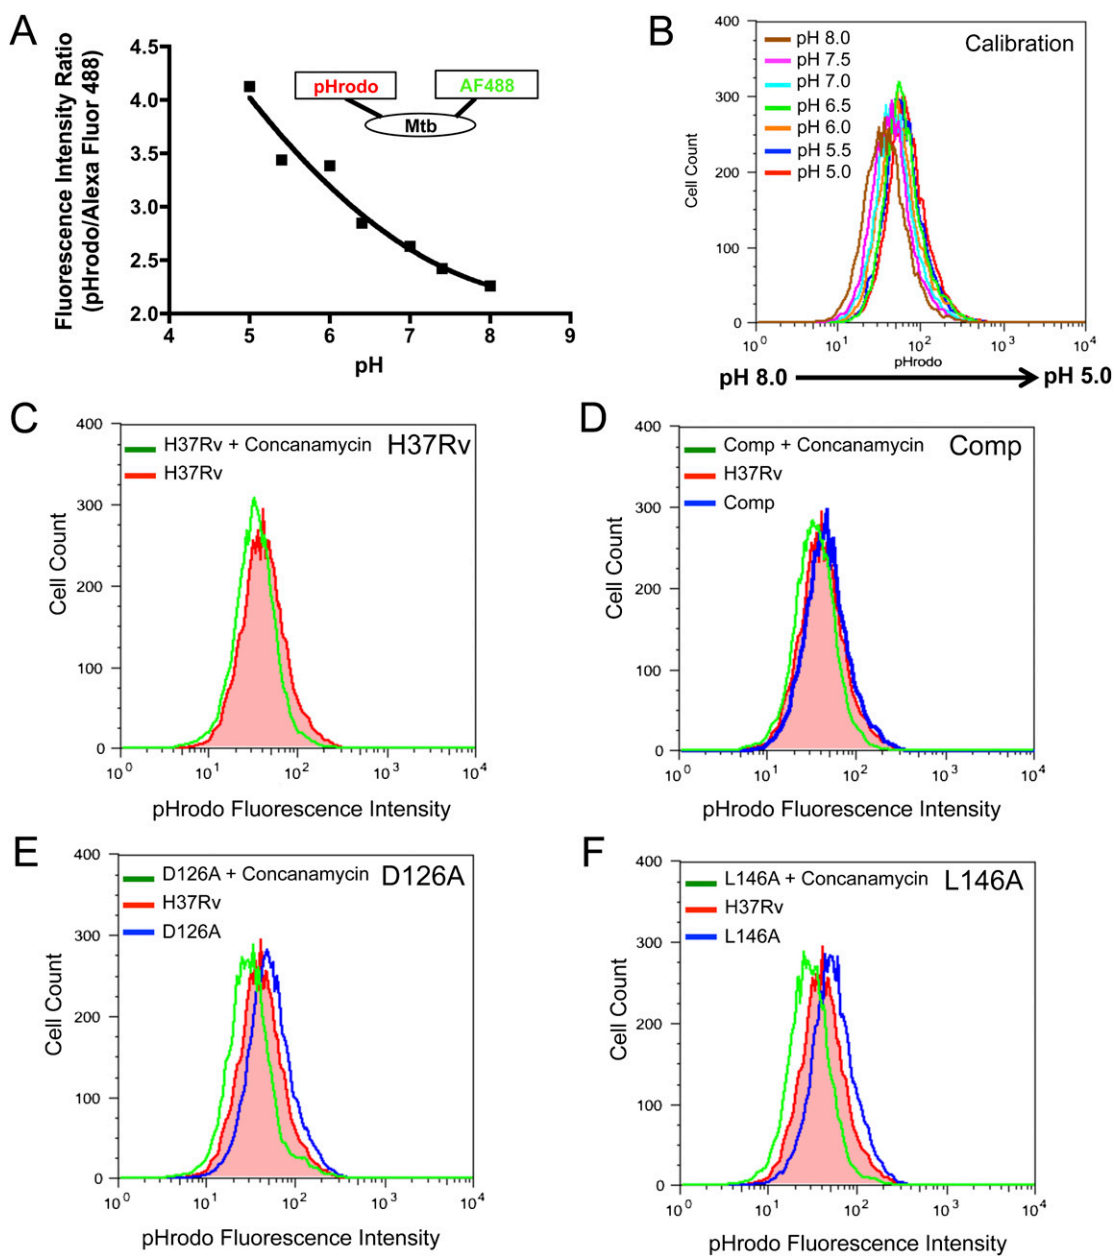 A
Fluorescence Intensity Ratio
(pHrodo/Alexa Fluor 488)
4.5
4.0
3.5
3.0
2.5
2.0
4 5 6 7 8 9
pH
pHrodo
AF488
Mtb
B
Calibration
pH 8.0
pH 7.5
pH 7.0
pH 6.5
pH 6.0
pH 5.5
pH 5.0
Cell Count
400
300
200
100
0
10^0 10^1 10^2 10^3 10^4
pHrodo
pH 8.0 pH 5.0
C
H37Rv
H37Rv + Concanamycin
H37Rv
Cell Count
400
300
200
100
0
10^0 10^1 10^2 10^3 10^4
pHrodo Fluorescence Intensity
D
Comp
Comp + Concanamycin
H37Rv
Comp
Cell Count
400
300
200
100
0
10^0 10^1 10^2 10^3 10^4
pHrodo Fluorescence Intensity
E
D126A
D126A + Concanamycin
H37Rv
D126A
Cell Count
400
300
200
100
0
10^0 10^1 10^2 10^3 10^4
pHrodo Fluorescence Intensity
F
L146A
L146A + Concanamycin
H37Rv
L146A
Cell Count
400
300
200
100
0
10^0 10^1 10^2 10^3 10^4
pHrodo Fluorescence Intensity